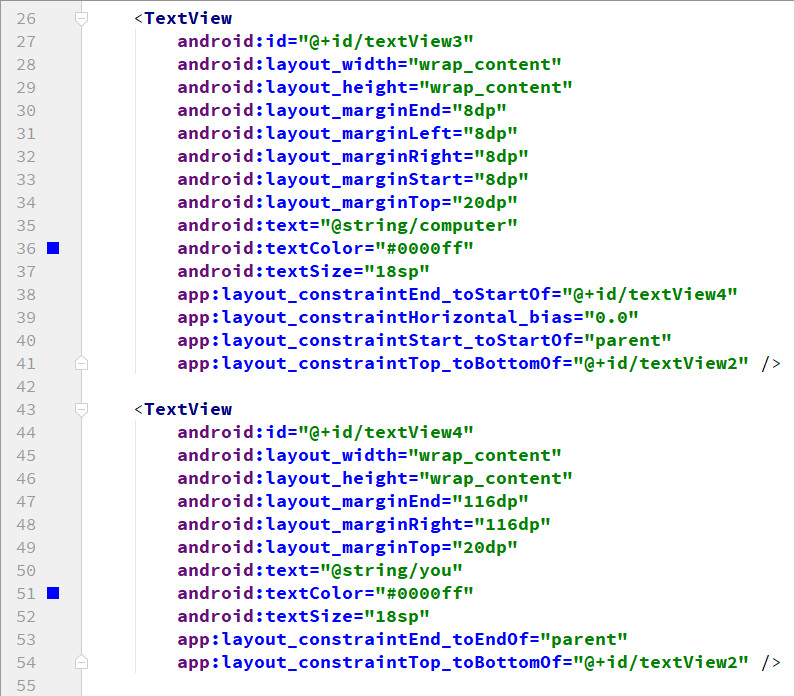 26 <TextView
27 android:id="@+id/textView3"
28 android:layout_width="wrap_content"
29 android:layout_height="wrap_content"
30 android:layout_marginEnd="8dp"
31 android:layout_marginLeft="8dp"
32 android:layout_marginRight="8dp"
33 android:layout_marginStart="8dp"
34 android:layout_marginTop="20dp"
35 android:text="@string/computer"
36 android:textColor="#0000ff"
37 android:textSize="18sp"
38 app:layout_constraintEnd_toStartOf="@+id/textView4"
39 app:layout_constraintHorizontal_bias="0.0"
40 app:layout_constraintStart_toStartOf="parent"
41 app:layout_constraintTop_toBottomOf="@+id/textView2" />
42
43 <TextView
44 android:id="@+id/textView4"
45 android:layout_width="wrap_content"
46 android:layout_height="wrap_content"
47 android:layout_marginEnd="116dp"
48 android:layout_marginRight="116dp"
49 android:layout_marginTop="20dp"
50 android:text="@string/you"
51 android:textColor="#0000ff"
52 android:textSize="18sp"
53 app:layout_constraintEnd_toEndOf="parent"
54 app:layout_constraintTop_toBottomOf="@+id/textView2" />
55